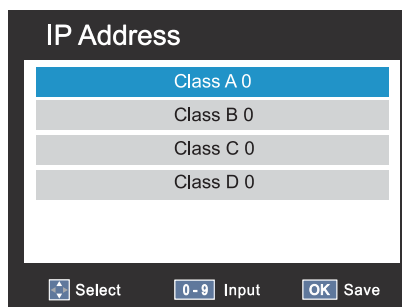 IP Address
Class A 0
Class B 0
Class C 0
Class D 0
Select 0-9 Input OK Save